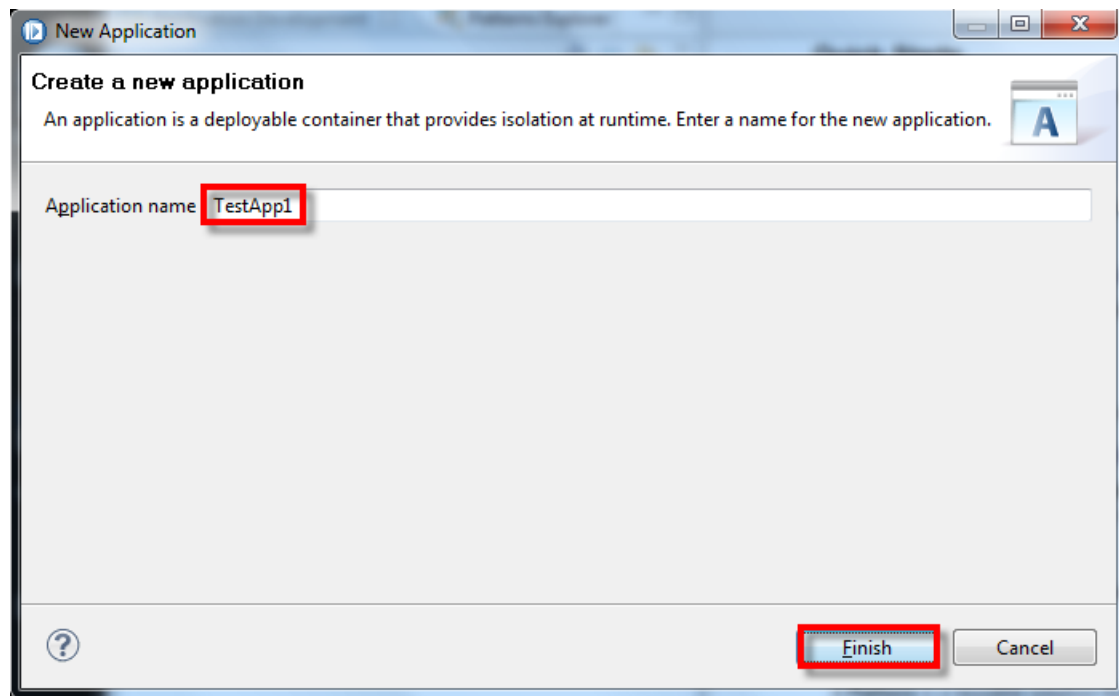 New Application
Create a new application
An application is a deployable container that provides isolation at runtime. Enter a name for the new application.
A
Application name TestApp1
?
Finish Cancel